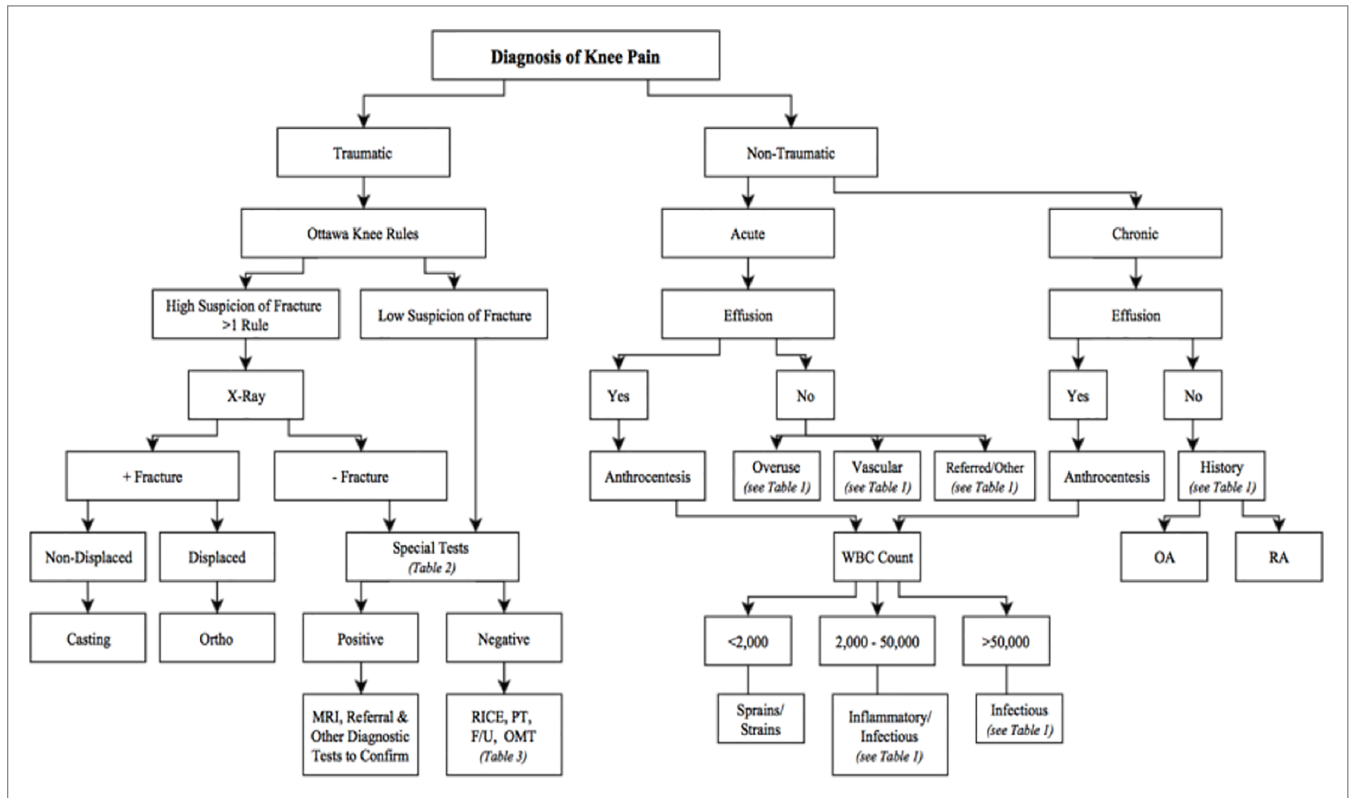 Diagnosis of Knee Pain
Traumatic
Non-Traumatic
Ottawa Knee Rules
Acute
Chronic
High Suspicion of Fracture
>1 Rule
Low Suspicion of Fracture
Effusion
Effusion
X-Ray
Yes
No
Yes
No
+ Fracture
- Fracture
Anthrocentesis
Overuse
(see Table 1)
Vascular
(see Table 1)
Referred/Other
(see Table 1)
Anthrocentesis
History
(see Table 1)
Non-Displaced
Displaced
Special Tests
(Table 2)
WBC Count
OA
RA
Casting
Ortho
Positive
Negative
<2,000
2,000 - 50,000
>50,000
MRI, Referral &
Other Diagnostic
Tests to Confirm
RICE, PT,
F/U, OMT
(Table 3)
Sprains/
Strains
Inflammatory/
Infectious
(see Table 1)
Infectious
(see Table 1)